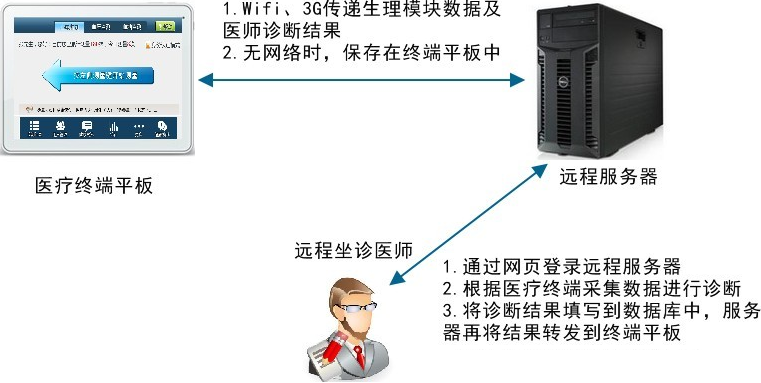 1.Wifi、3G传递生理模块数据及
医师诊断结果
2.无网络时，保存在终端平板中
医疗终端平板
远程服务器
远程坐诊医师
1.通过网页登录远程服务器
2.根据医疗终端采集数据进行诊断
3.将诊断结果填写到数据库中，服务
器再将结果转发到终端平板